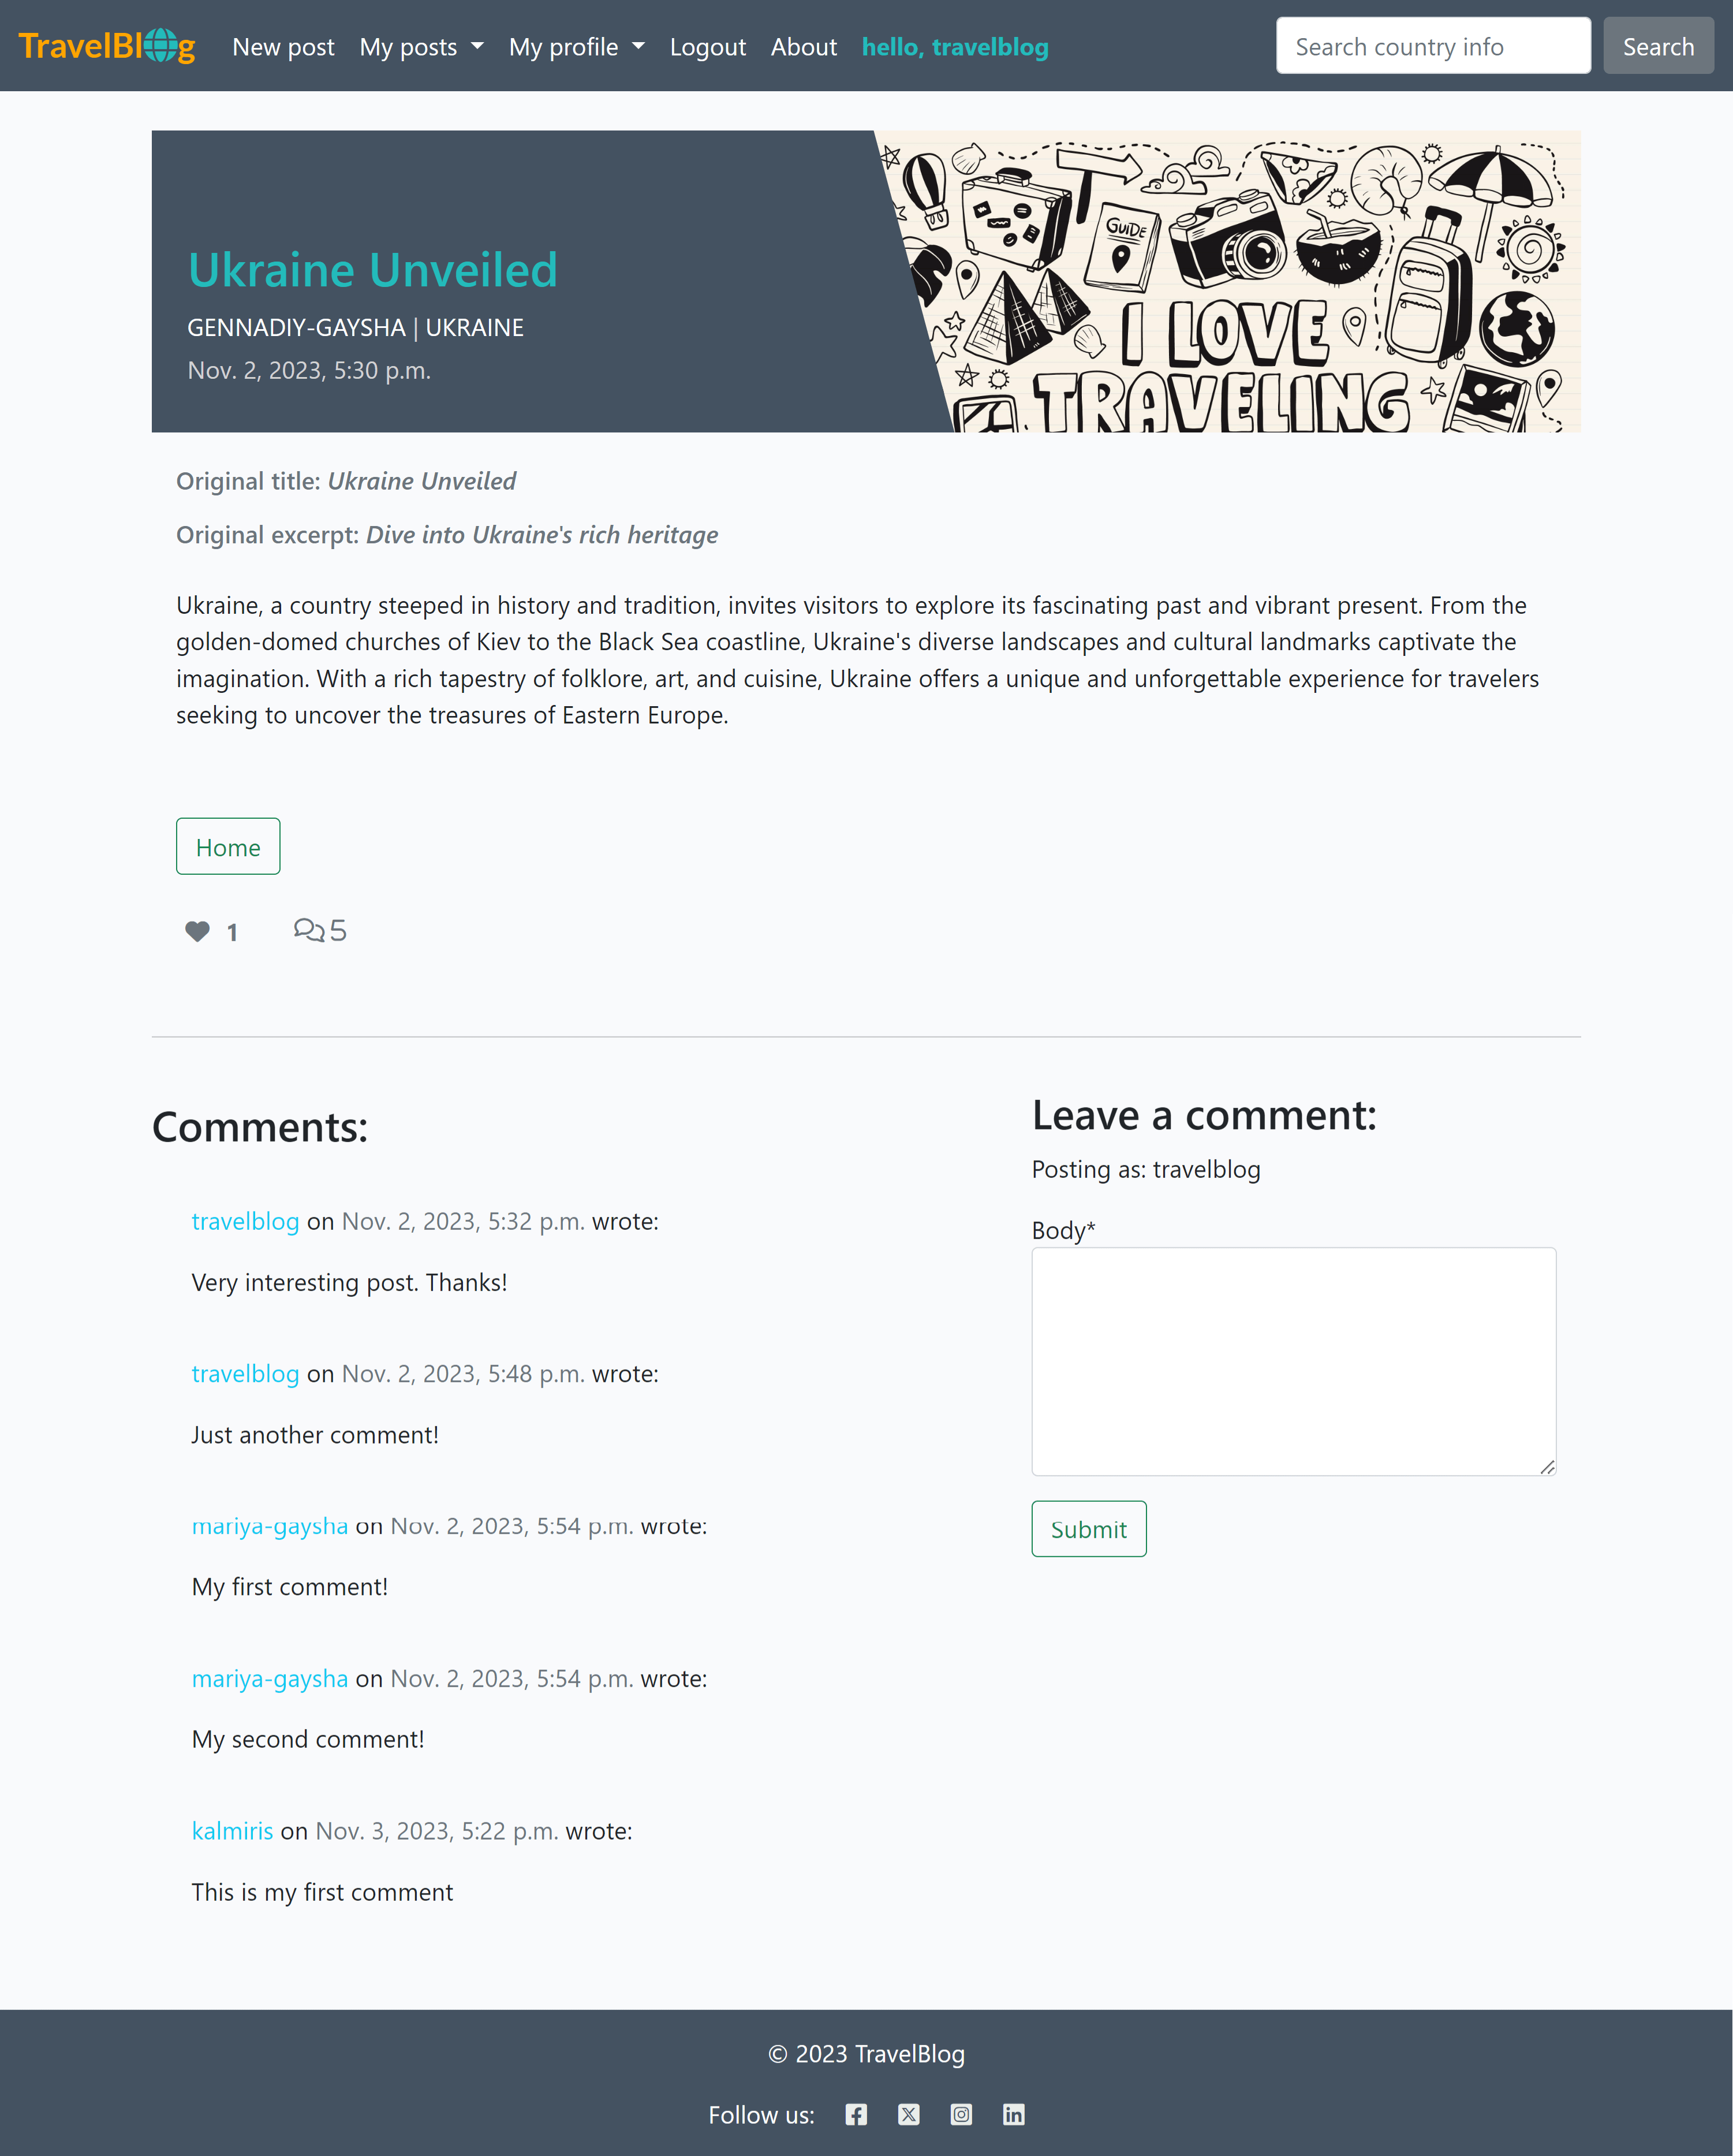 TravelBlog New post My posts My profile Logout About hello, travelblog Search country info Search
Ukraine Unveiled
GENNADIY-GAYSHA | UKRAINE
Nov. 2, 2023, 5:30 p.m.
GUIDE
I LOVE
TRAVELING
Original title: Ukraine Unveiled
Original excerpt: Dive into Ukraine's rich heritage
Ukraine, a country steeped in history and tradition, invites visitors to explore its fascinating past and vibrant present. From the
golden-domed churches of Kiev to the Black Sea coastline, Ukraine's diverse landscapes and cultural landmarks captivate the
imagination. With a rich tapestry of folklore, art, and cuisine, Ukraine offers a unique and unforgettable experience for travelers
seeking to uncover the treasures of Eastern Europe.
Home
1 5
Comments:
travelblog on Nov. 2, 2023, 5:32 p.m. wrote:
Very interesting post. Thanks!
travelblog on Nov. 2, 2023, 5:48 p.m. wrote:
Just another comment!
mariya-gaysha on Nov. 2, 2023, 5:54 p.m. wrote:
My first comment!
mariya-gaysha on Nov. 2, 2023, 5:54 p.m. wrote:
My second comment!
kalmiris on Nov. 3, 2023, 5:22 p.m. wrote:
This is my first comment
Leave a comment:
Posting as: travelblog
Body*
Submit
© 2023 TravelBlog
Follow us: